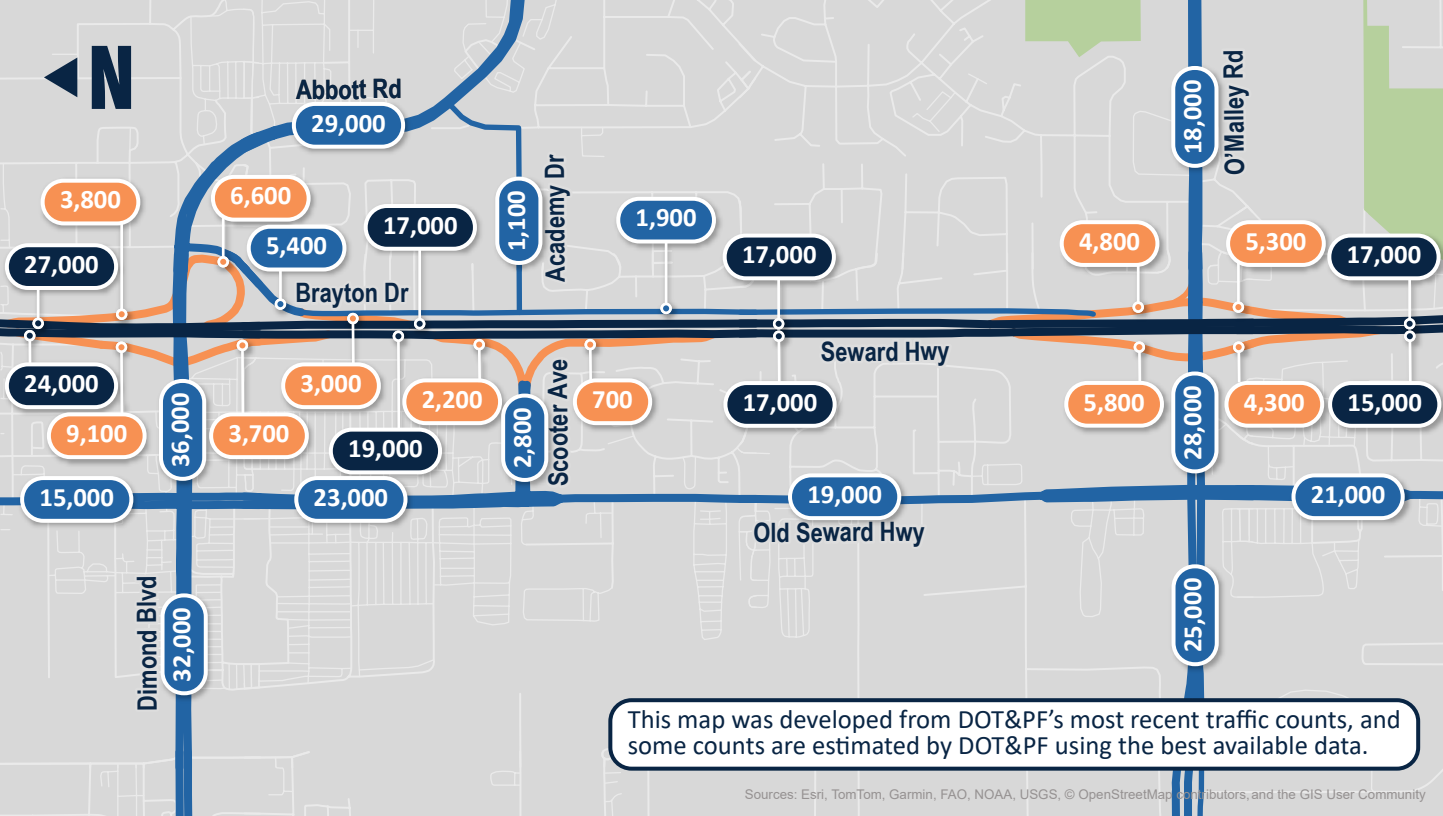 N
Abbott Rd
29,000
18,000
O'Malley Rd
3,800
6,600
17,000
1,100
Academy Dr
1,900
5,400
27,000
17,000
4,800
5,300
17,000
Brayton Dr
Seward Hwy
24,000
3,000
2,200
Scooter Ave
700
17,000
5,800
28,000
4,300
15,000
9,100
36,000
3,700
19,000
2,800
15,000
23,000
19,000
21,000
Old Seward Hwy
Dimond Blvd
32,000
25,000
This map was developed from DOT&PF's most recent traffic counts, and
some counts are estimated by DOT&PF using the best available data.
Sources: Esri, TomTom, Garmin, FAO, NOAA, USGS, © OpenStreetMap contributors, and the GIS User Community